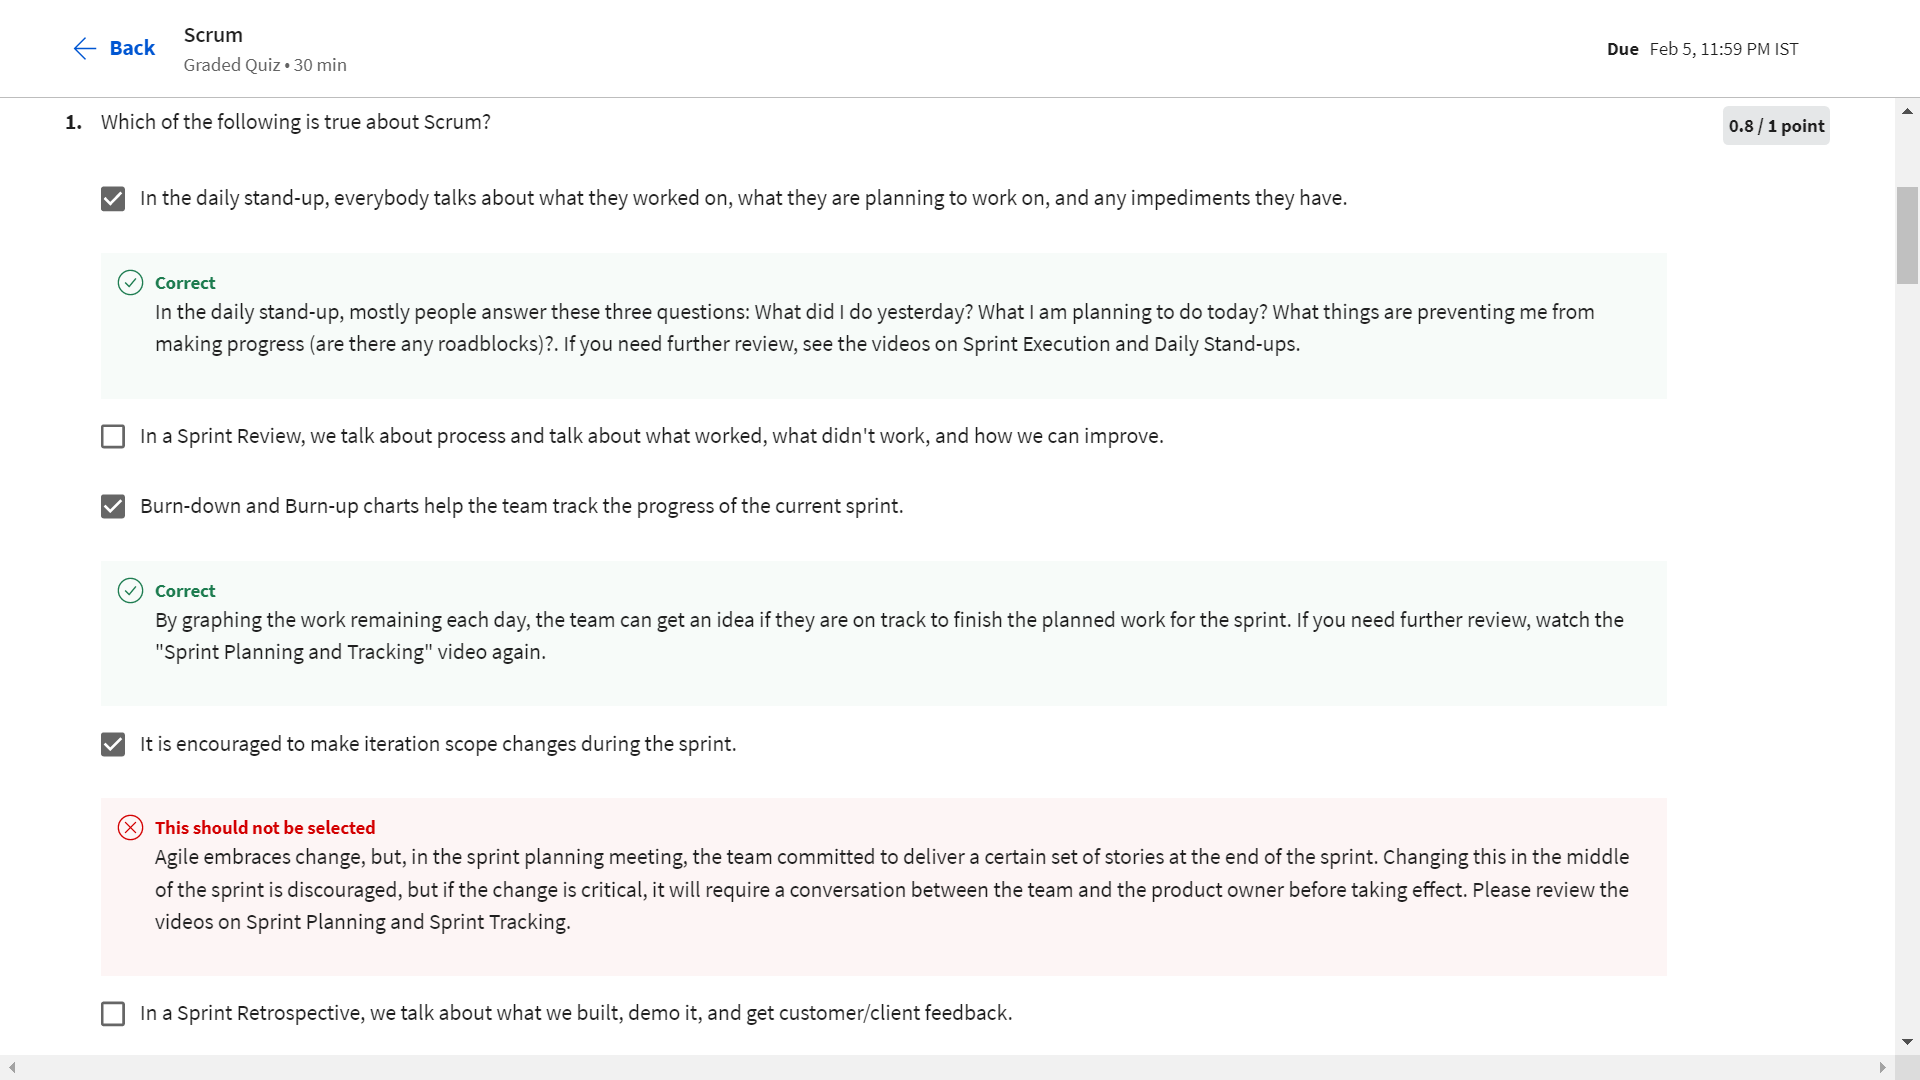 Back
Scrum
Graded Quiz • 30 min
Due Feb 5, 11:59 PM IST
1. Which of the following is true about Scrum?
0.8 / 1 point
In the daily stand-up, everybody talks about what they worked on, what they are planning to work on, and any impediments they have.
Correct
In the daily stand-up, mostly people answer these three questions: What did I do yesterday? What I am planning to do today? What things are preventing me from
making progress (are there any roadblocks)?. If you need further review, see the videos on Sprint Execution and Daily Stand-ups.
In a Sprint Review, we talk about process and talk about what worked, what didn't work, and how we can improve.
Burn-down and Burn-up charts help the team track the progress of the current sprint.
Correct
By graphing the work remaining each day, the team can get an idea if they are on track to finish the planned work for the sprint. If you need further review, watch the
"Sprint Planning and Tracking" video again.
It is encouraged to make iteration scope changes during the sprint.
This should not be selected
Agile embraces change, but, in the sprint planning meeting, the team committed to deliver a certain set of stories at the end of the sprint. Changing this in the middle
of the sprint is discouraged, but if the change is critical, it will require a conversation between the team and the product owner before taking effect. Please review the
videos on Sprint Planning and Sprint Tracking.
In a Sprint Retrospective, we talk about what we built, demo it, and get customer/client feedback.